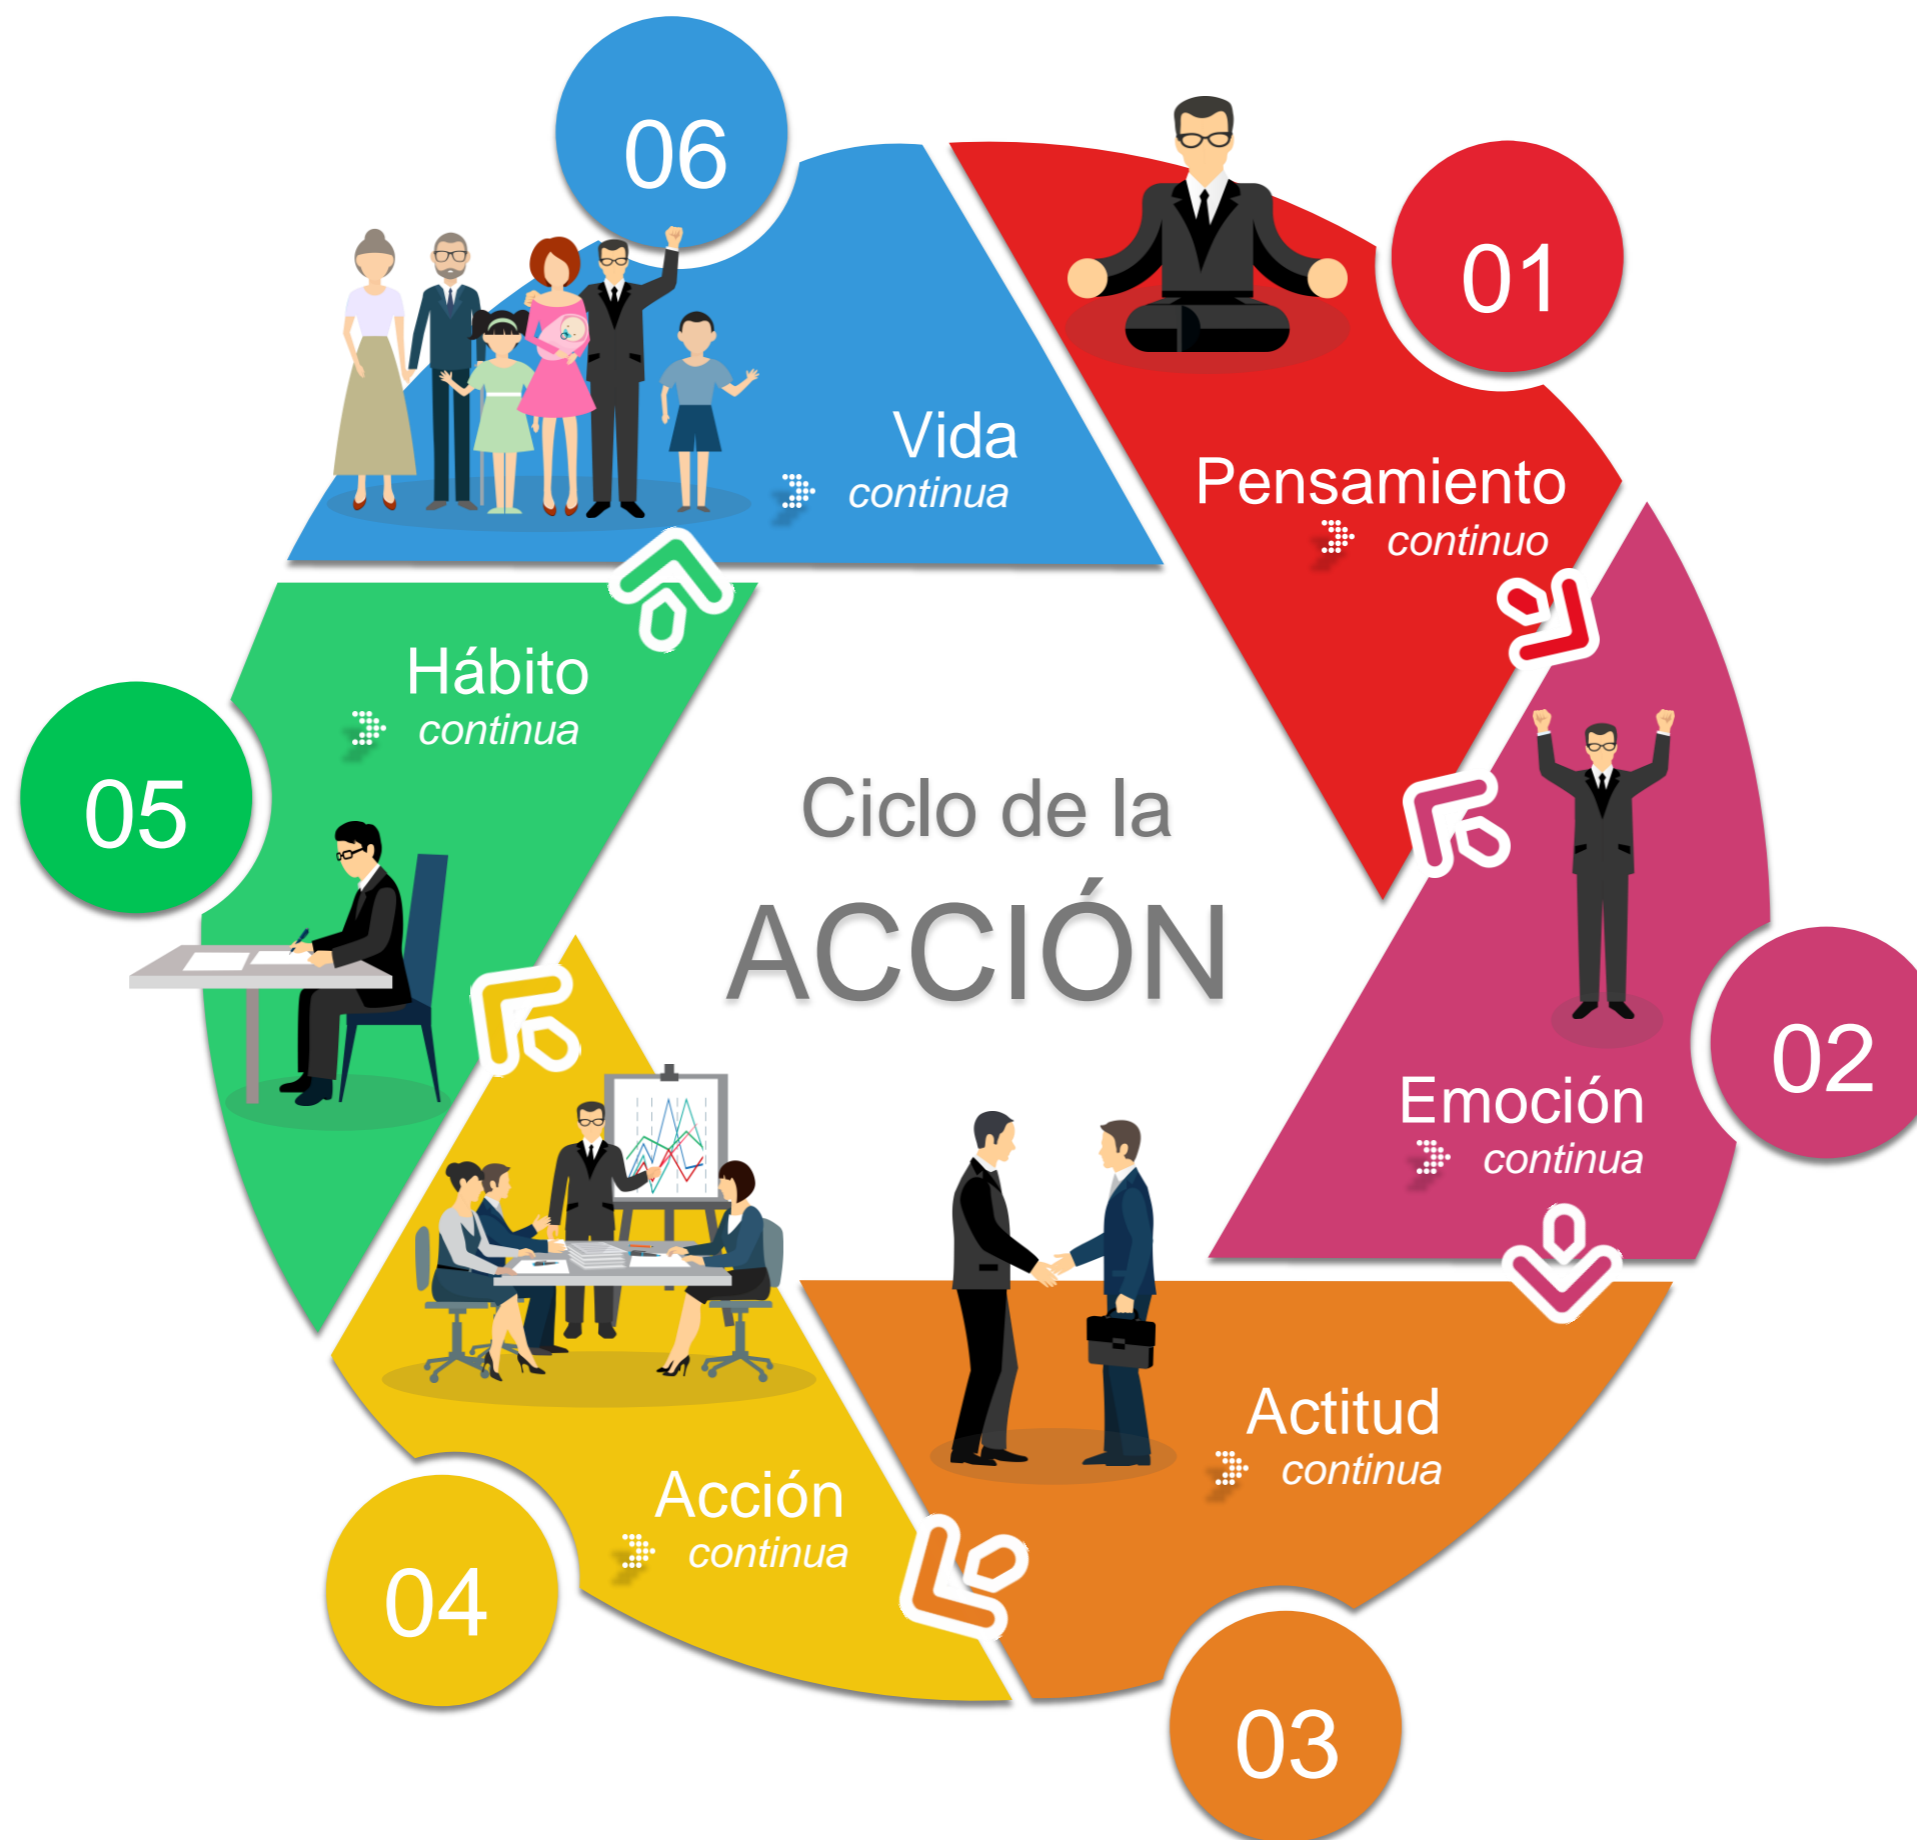 Ciclo de la
ACCIÓN
01
Pensamiento
continuo
02
Emoción
continua
03
Actitud
continua
04
Acción
continua
05
Hábito
continua
06
Vida
continua